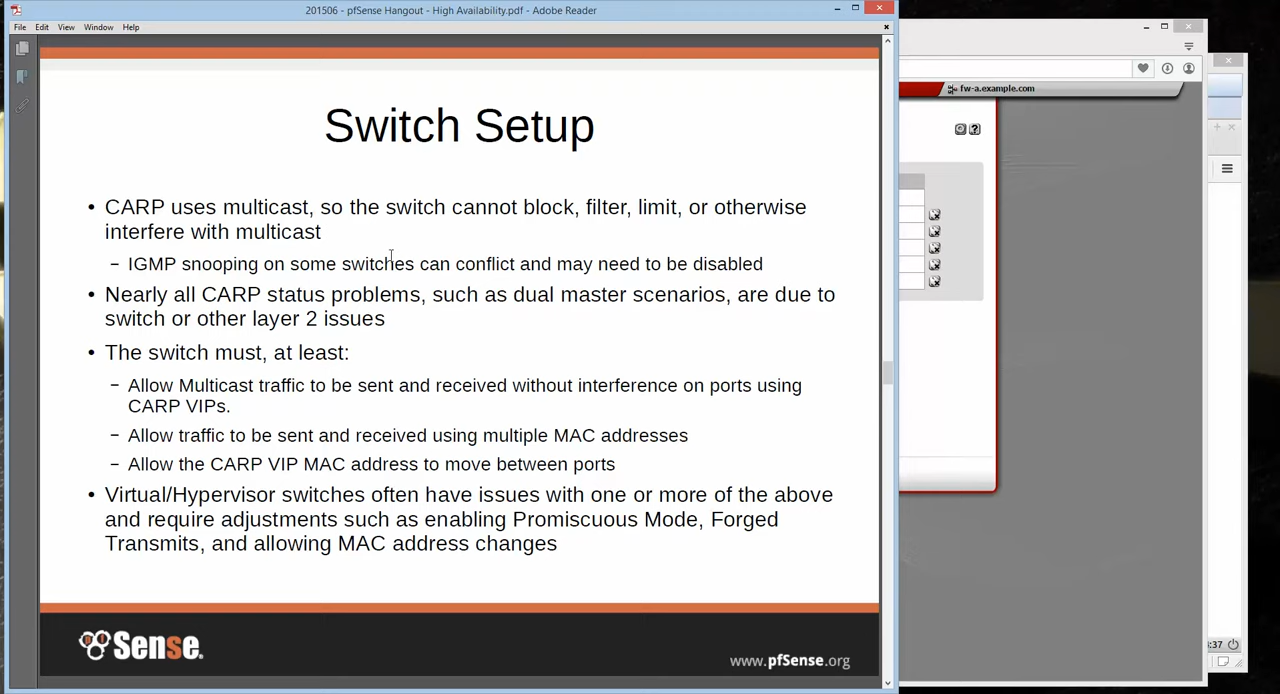 201506 - pfSense Hangout - High Availability.pdf - Adobe Reader
File Edit View Window Help
fw-a.example.com
Switch Setup
• CARP uses multicast, so the switch cannot block, filter, limit, or otherwise
interfere with multicast
– IGMP snooping on some switches can conflict and may need to be disabled
• Nearly all CARP status problems, such as dual master scenarios, are due to
switch or other layer 2 issues
• The switch must, at least:
– Allow Multicast traffic to be sent and received without interference on ports using
CARP VIPs.
– Allow traffic to be sent and received using multiple MAC addresses
– Allow the CARP VIP MAC address to move between ports
• Virtual/Hypervisor switches often have issues with one or more of the above
and require adjustments such as enabling Promiscuous Mode, Forged
Transmits, and allowing MAC address changes
Sense
www.pfSense.org
:37